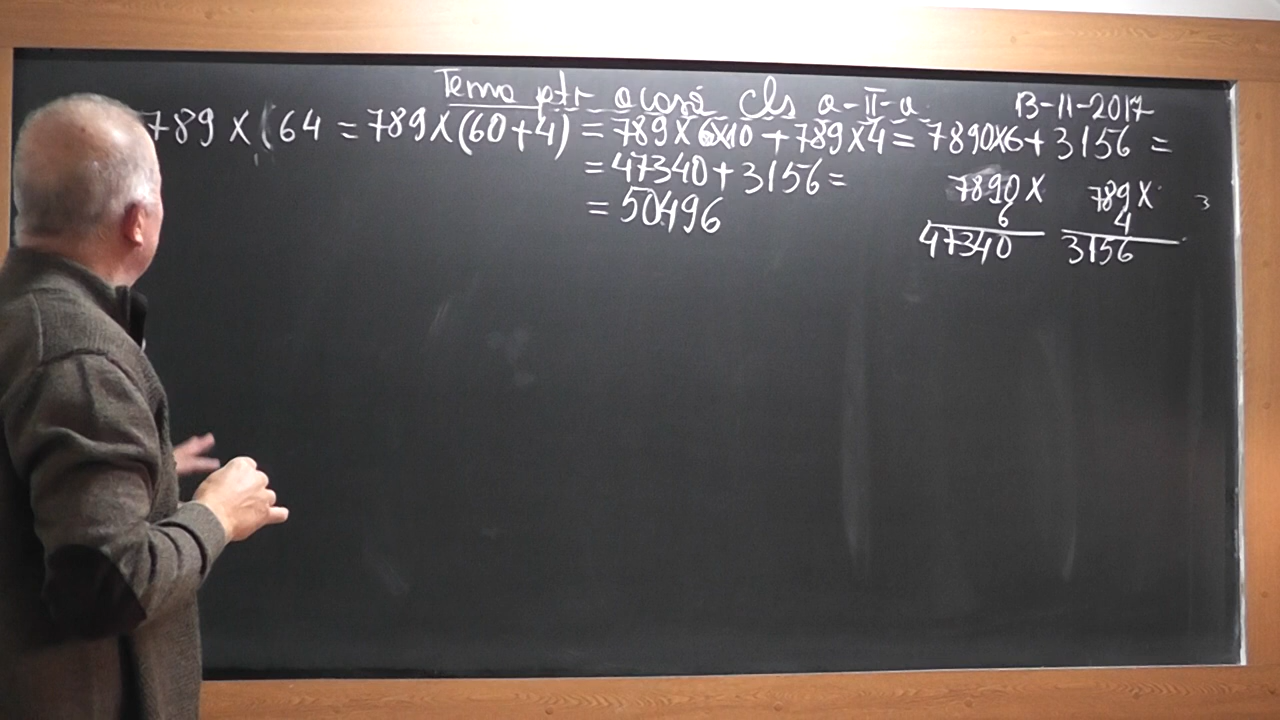 Tema ptr acasă Cls a-II-a 13-11-2017
789 X 64 = 789 X (60+4) = 789 X 6X10 + 789 X 4 = 7890X6 + 3156 =
= 47340 + 3156 =
= 50496
7890 X
6
47340
789 X
4
3156
3